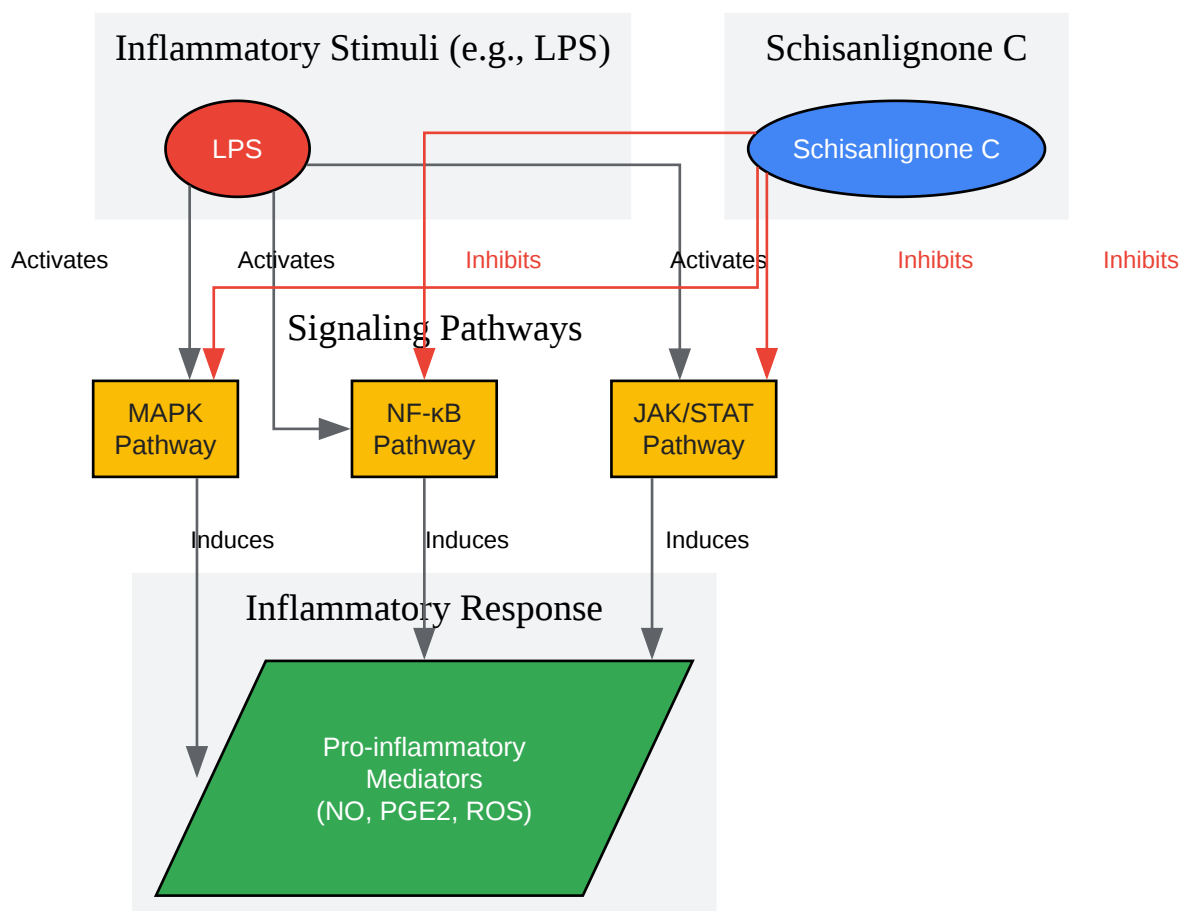 Inflammatory Stimuli (e.g., LPS)
Schisanlignone C
LPS
Schisanlignone C
Activates
Activates
Inhibits
Activates
Inhibits
Inhibits
Signaling Pathways
MAPK
Pathway
NF-κB
Pathway
JAK/STAT
Pathway
Induces
Induces
Induces
Inflammatory Response
Pro-inflammatory
Mediators
(NO, PGE2, ROS)